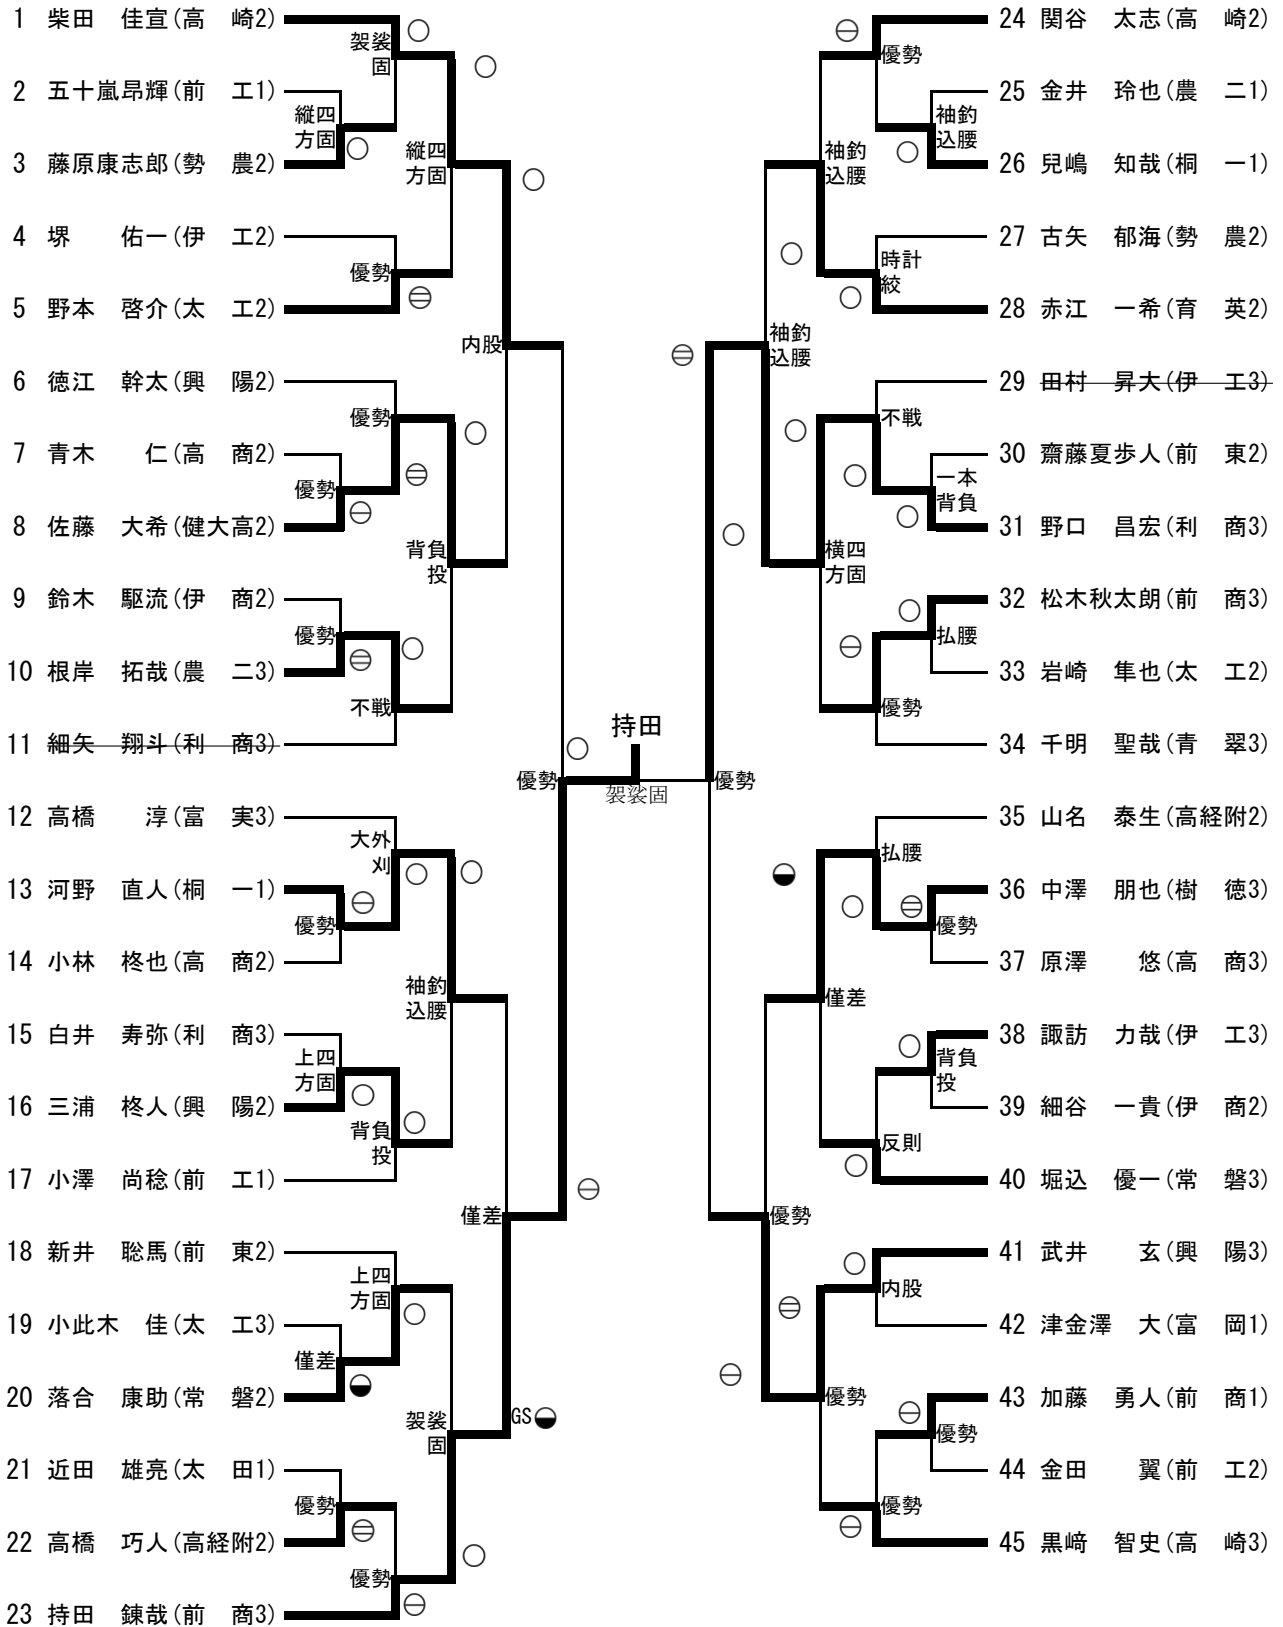 1 柴田　佳宣(高　崎2)
2 五十嵐昂輝(前　工1)
3 藤原康志郎(勢　農2)
4 堺　　佑一(伊　工2)
5 野本　啓介(太　工2)
6 徳江　幹太(興　陽2)
7 青木　　仁(高　商2)
8 佐藤　大希(健大高2)
9 鈴木　駆流(伊　商2)
10 根岸　拓哉(農　二3)
11 細矢　翔斗(利　商3)
12 高橋　　淳(富　実3)
13 河野　直人(桐　一1)
14 小林　柊也(高　商2)
15 白井　寿弥(利　商3)
16 三浦　柊人(興　陽2)
17 小澤　尚稔(前　工1)
18 新井　聡馬(前　東2)
19 小此木　佳(太　工3)
20 落合　康助(常　磐2)
21 近田　雄亮(太　田1)
22 高橋　巧人(高経附2)
23 持田　錬哉(前　商3)
袈裟
固
縦四
方固
優勢
優勢
優勢
優勢
不戦
大外
刈
優勢
上四
方固
背負
投
上四
方固
僅差
優勢
優勢
縦四
方固
背負
投
袖釣
込腰
袈裟
固
内股
僅差
GS
優勢
持田
袈裟固
優勢
袖釣
込腰
優勢
袖釣
込腰
横四
方固
僅差
優勢
優勢
袖釣
込腰
時計
絞
不戦
一本
背負
払腰
優勢
払腰
優勢
背負
投
反則
内股
優勢
優勢
24 関谷　太志(高　崎2)
25 金井　玲也(農　二1)
26 兒嶋　知哉(桐　一1)
27 古矢　郁海(勢　農2)
28 赤江　一希(育　英2)
29 田村　昇大(伊　工3)
30 齋藤夏歩人(前　東2)
31 野口　昌宏(利　商3)
32 松木秋太朗(前　商3)
33 岩崎　隼也(太　工2)
34 千明　聖哉(青　翠3)
35 山名　泰生(高経附2)
36 中澤　朋也(樹　徳3)
37 原澤　　悠(高　商3)
38 諏訪　力哉(伊　工3)
39 細谷　一貴(伊　商2)
40 堀込　優一(常　磐3)
41 武井　　玄(興　陽3)
42 津金澤　大(富　岡1)
43 加藤　勇人(前　商1)
44 金田　　翼(前　工2)
45 黒﨑　智史(高　崎3)